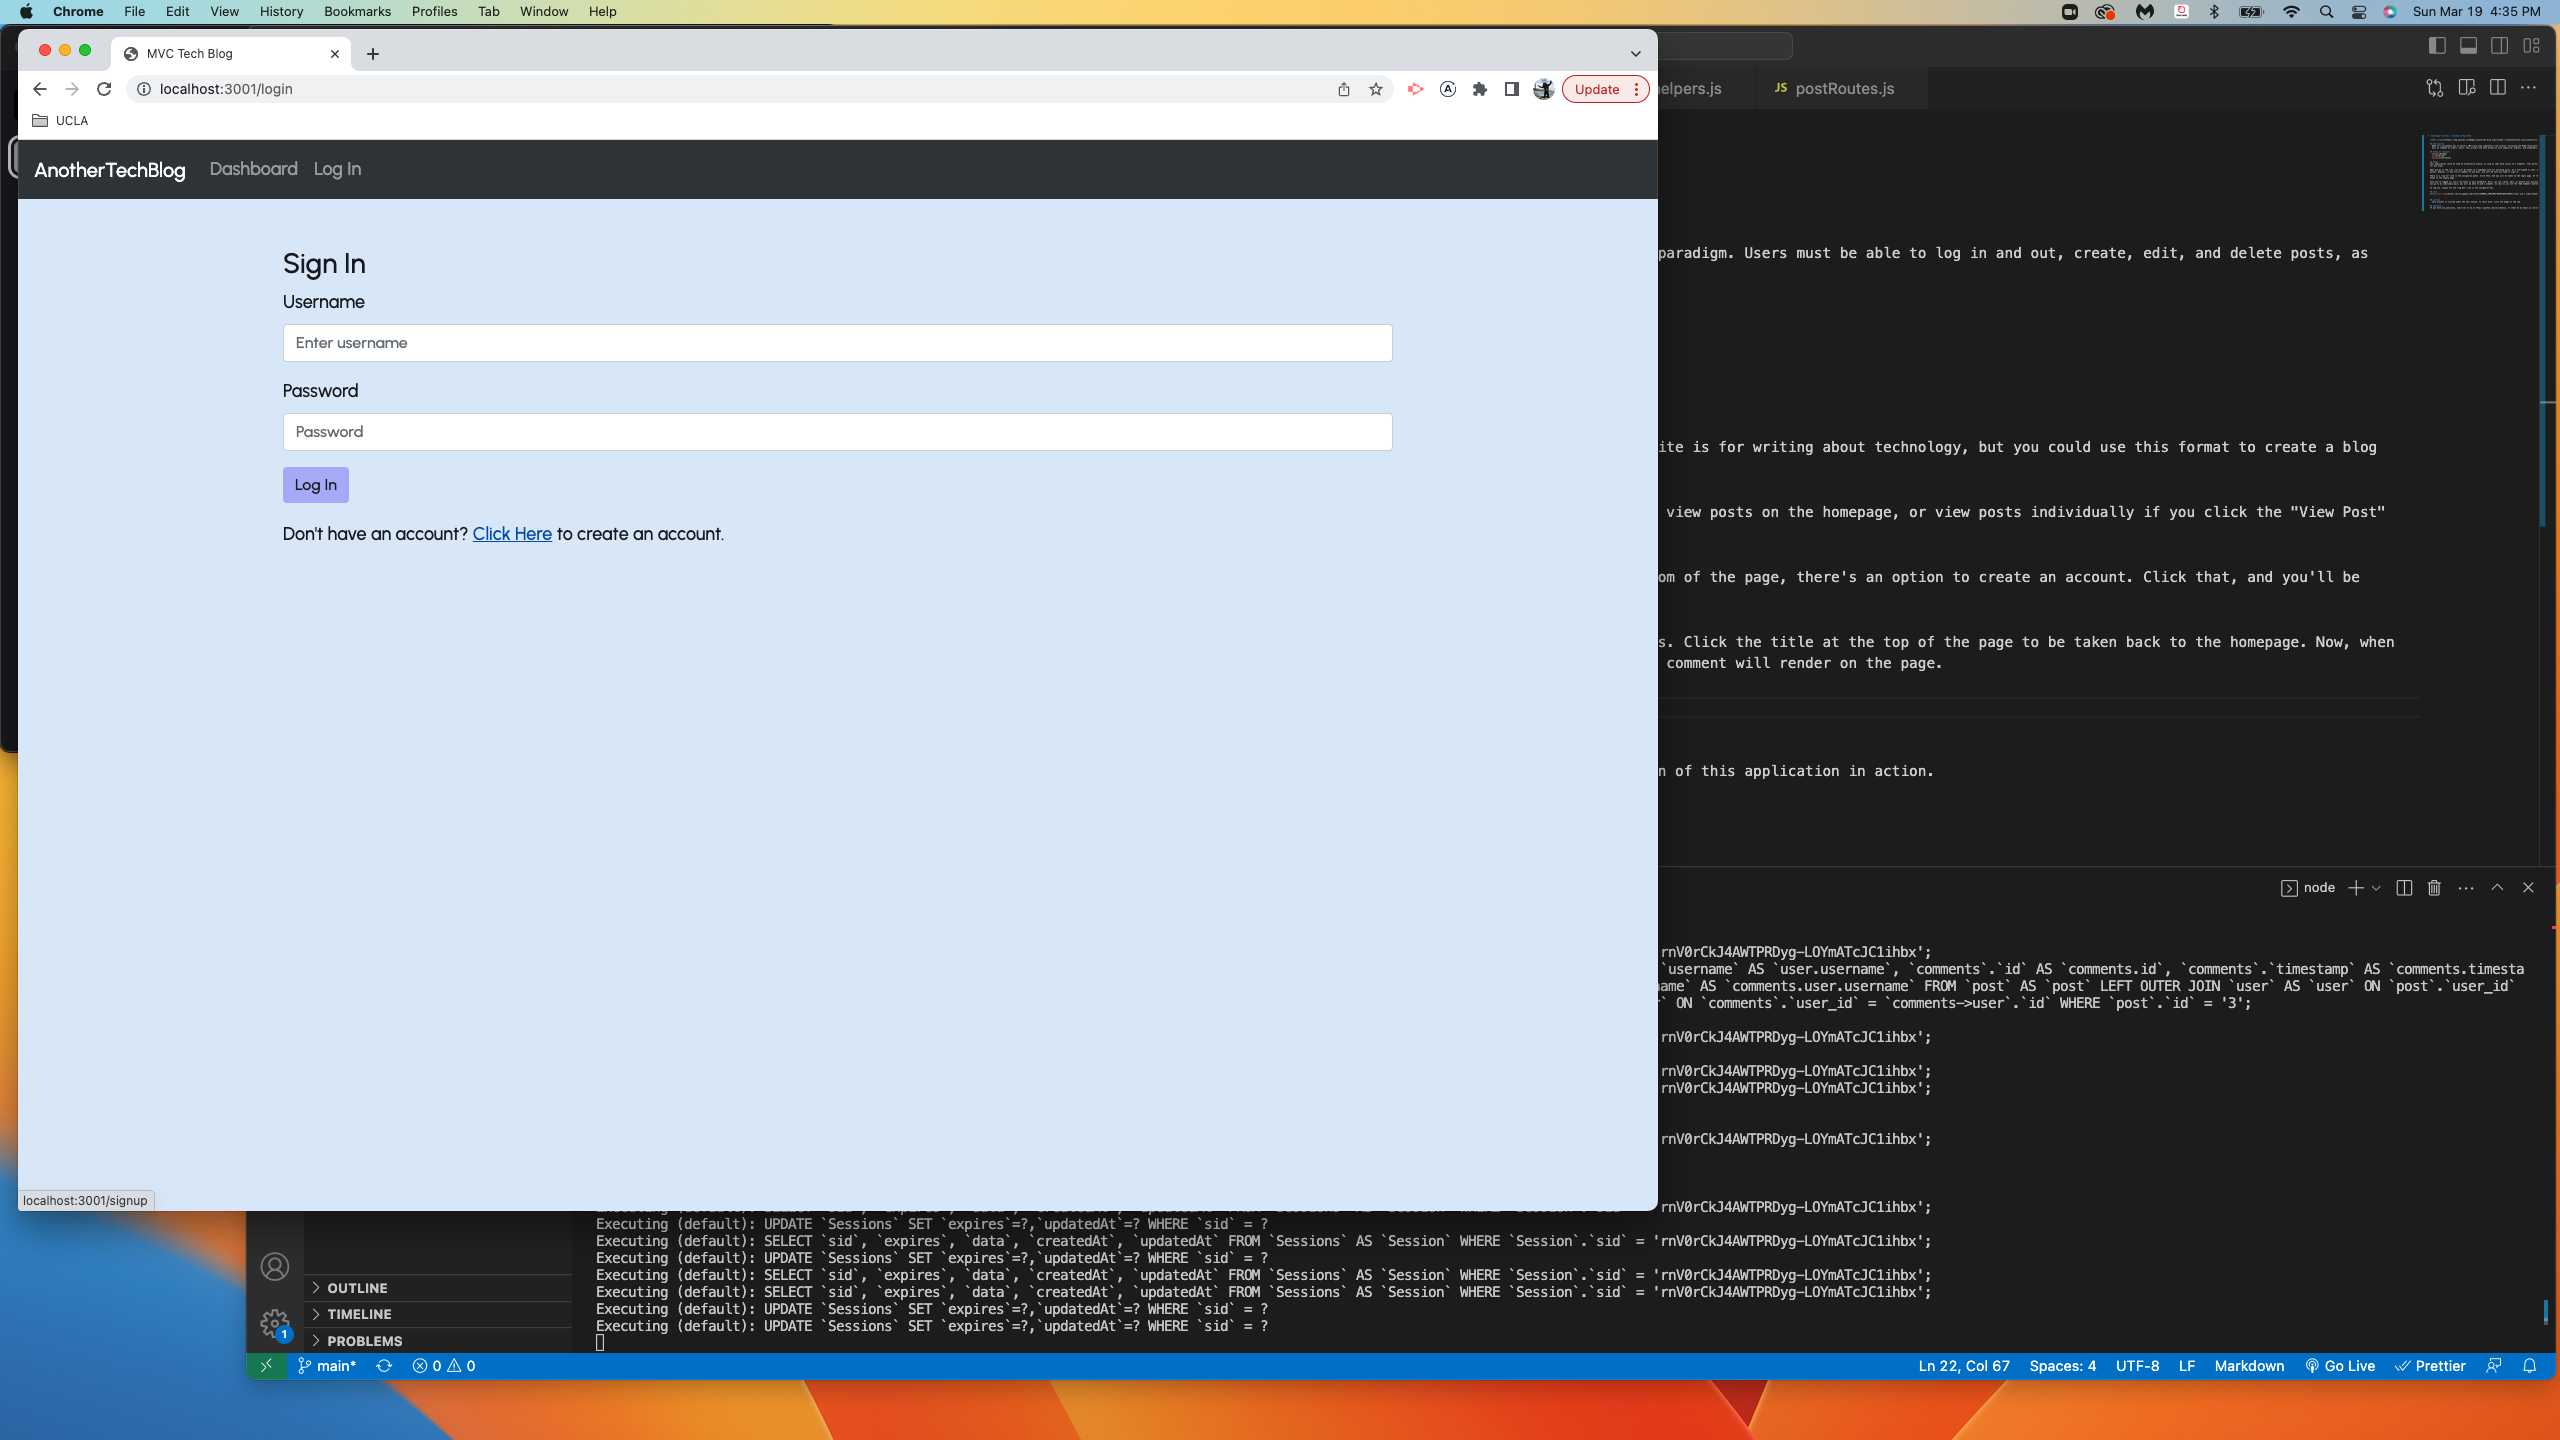 Chrome File Edit View History Bookmarks Profiles Tab Window Help
Sun Mar 19 4:35 PM
MVC Tech Blog
localhost:3001/login
Update
UCLA
AnotherTechBlog Dashboard Log In
Sign In
Username
Enter username
Password
Password
Log In
Don't have an account? Click Here to create an account.
localhost:3001/signup
elpers.js
JS postRoutes.js
paradigm. Users must be able to log in and out, create, edit, and delete posts, as
ite is for writing about technology, but you could use this format to create a blog
view posts on the homepage, or view posts individually if you click the "View Post"
om of the page, there's an option to create an account. Click that, and you'll be
s. Click the title at the top of the page to be taken back to the homepage. Now, when
comment will render on the page.
n of this application in action.
node
rnV0rCkJ4AWTPRDyg-LOYmATcJC1ihbx';
`username` AS `user.username`, `comments`.`id` AS `comments.id`, `comments`.`timestamp` AS `comments.timesta
ame` AS `comments.user.username` FROM `post` AS `post` LEFT OUTER JOIN `user` AS `user` ON `post`.`user_id`
` ON `comments`.`user_id` = `comments->user`.`id` WHERE `post`.`id` = '3';
rnV0rCkJ4AWTPRDyg-LOYmATcJC1ihbx';
rnV0rCkJ4AWTPRDyg-LOYmATcJC1ihbx';
rnV0rCkJ4AWTPRDyg-LOYmATcJC1ihbx';
rnV0rCkJ4AWTPRDyg-LOYmATcJC1ihbx';
rnV0rCkJ4AWTPRDyg-LOYmATcJC1ihbx';
Executing (default): UPDATE `Sessions` SET `expires`=?,`updatedAt`=? WHERE `sid` = ?
Executing (default): SELECT `sid`, `expires`, `data`, `createdAt`, `updatedAt` FROM `Sessions` AS `Session` WHERE `Session`.`sid` = 'rnV0rCkJ4AWTPRDyg-LOYmATcJC1ihbx';
Executing (default): UPDATE `Sessions` SET `expires`=?,`updatedAt`=? WHERE `sid` = ?
Executing (default): SELECT `sid`, `expires`, `data`, `createdAt`, `updatedAt` FROM `Sessions` AS `Session` WHERE `Session`.`sid` = 'rnV0rCkJ4AWTPRDyg-LOYmATcJC1ihbx';
Executing (default): SELECT `sid`, `expires`, `data`, `createdAt`, `updatedAt` FROM `Sessions` AS `Session` WHERE `Session`.`sid` = 'rnV0rCkJ4AWTPRDyg-LOYmATcJC1ihbx';
Executing (default): UPDATE `Sessions` SET `expires`=?,`updatedAt`=? WHERE `sid` = ?
Executing (default): UPDATE `Sessions` SET `expires`=?,`updatedAt`=? WHERE `sid` = ?
OUTLINE
TIMELINE
1
PROBLEMS
main* 0 0
Ln 22, Col 67 Spaces: 4 UTF-8 LF Markdown Go Live Prettier